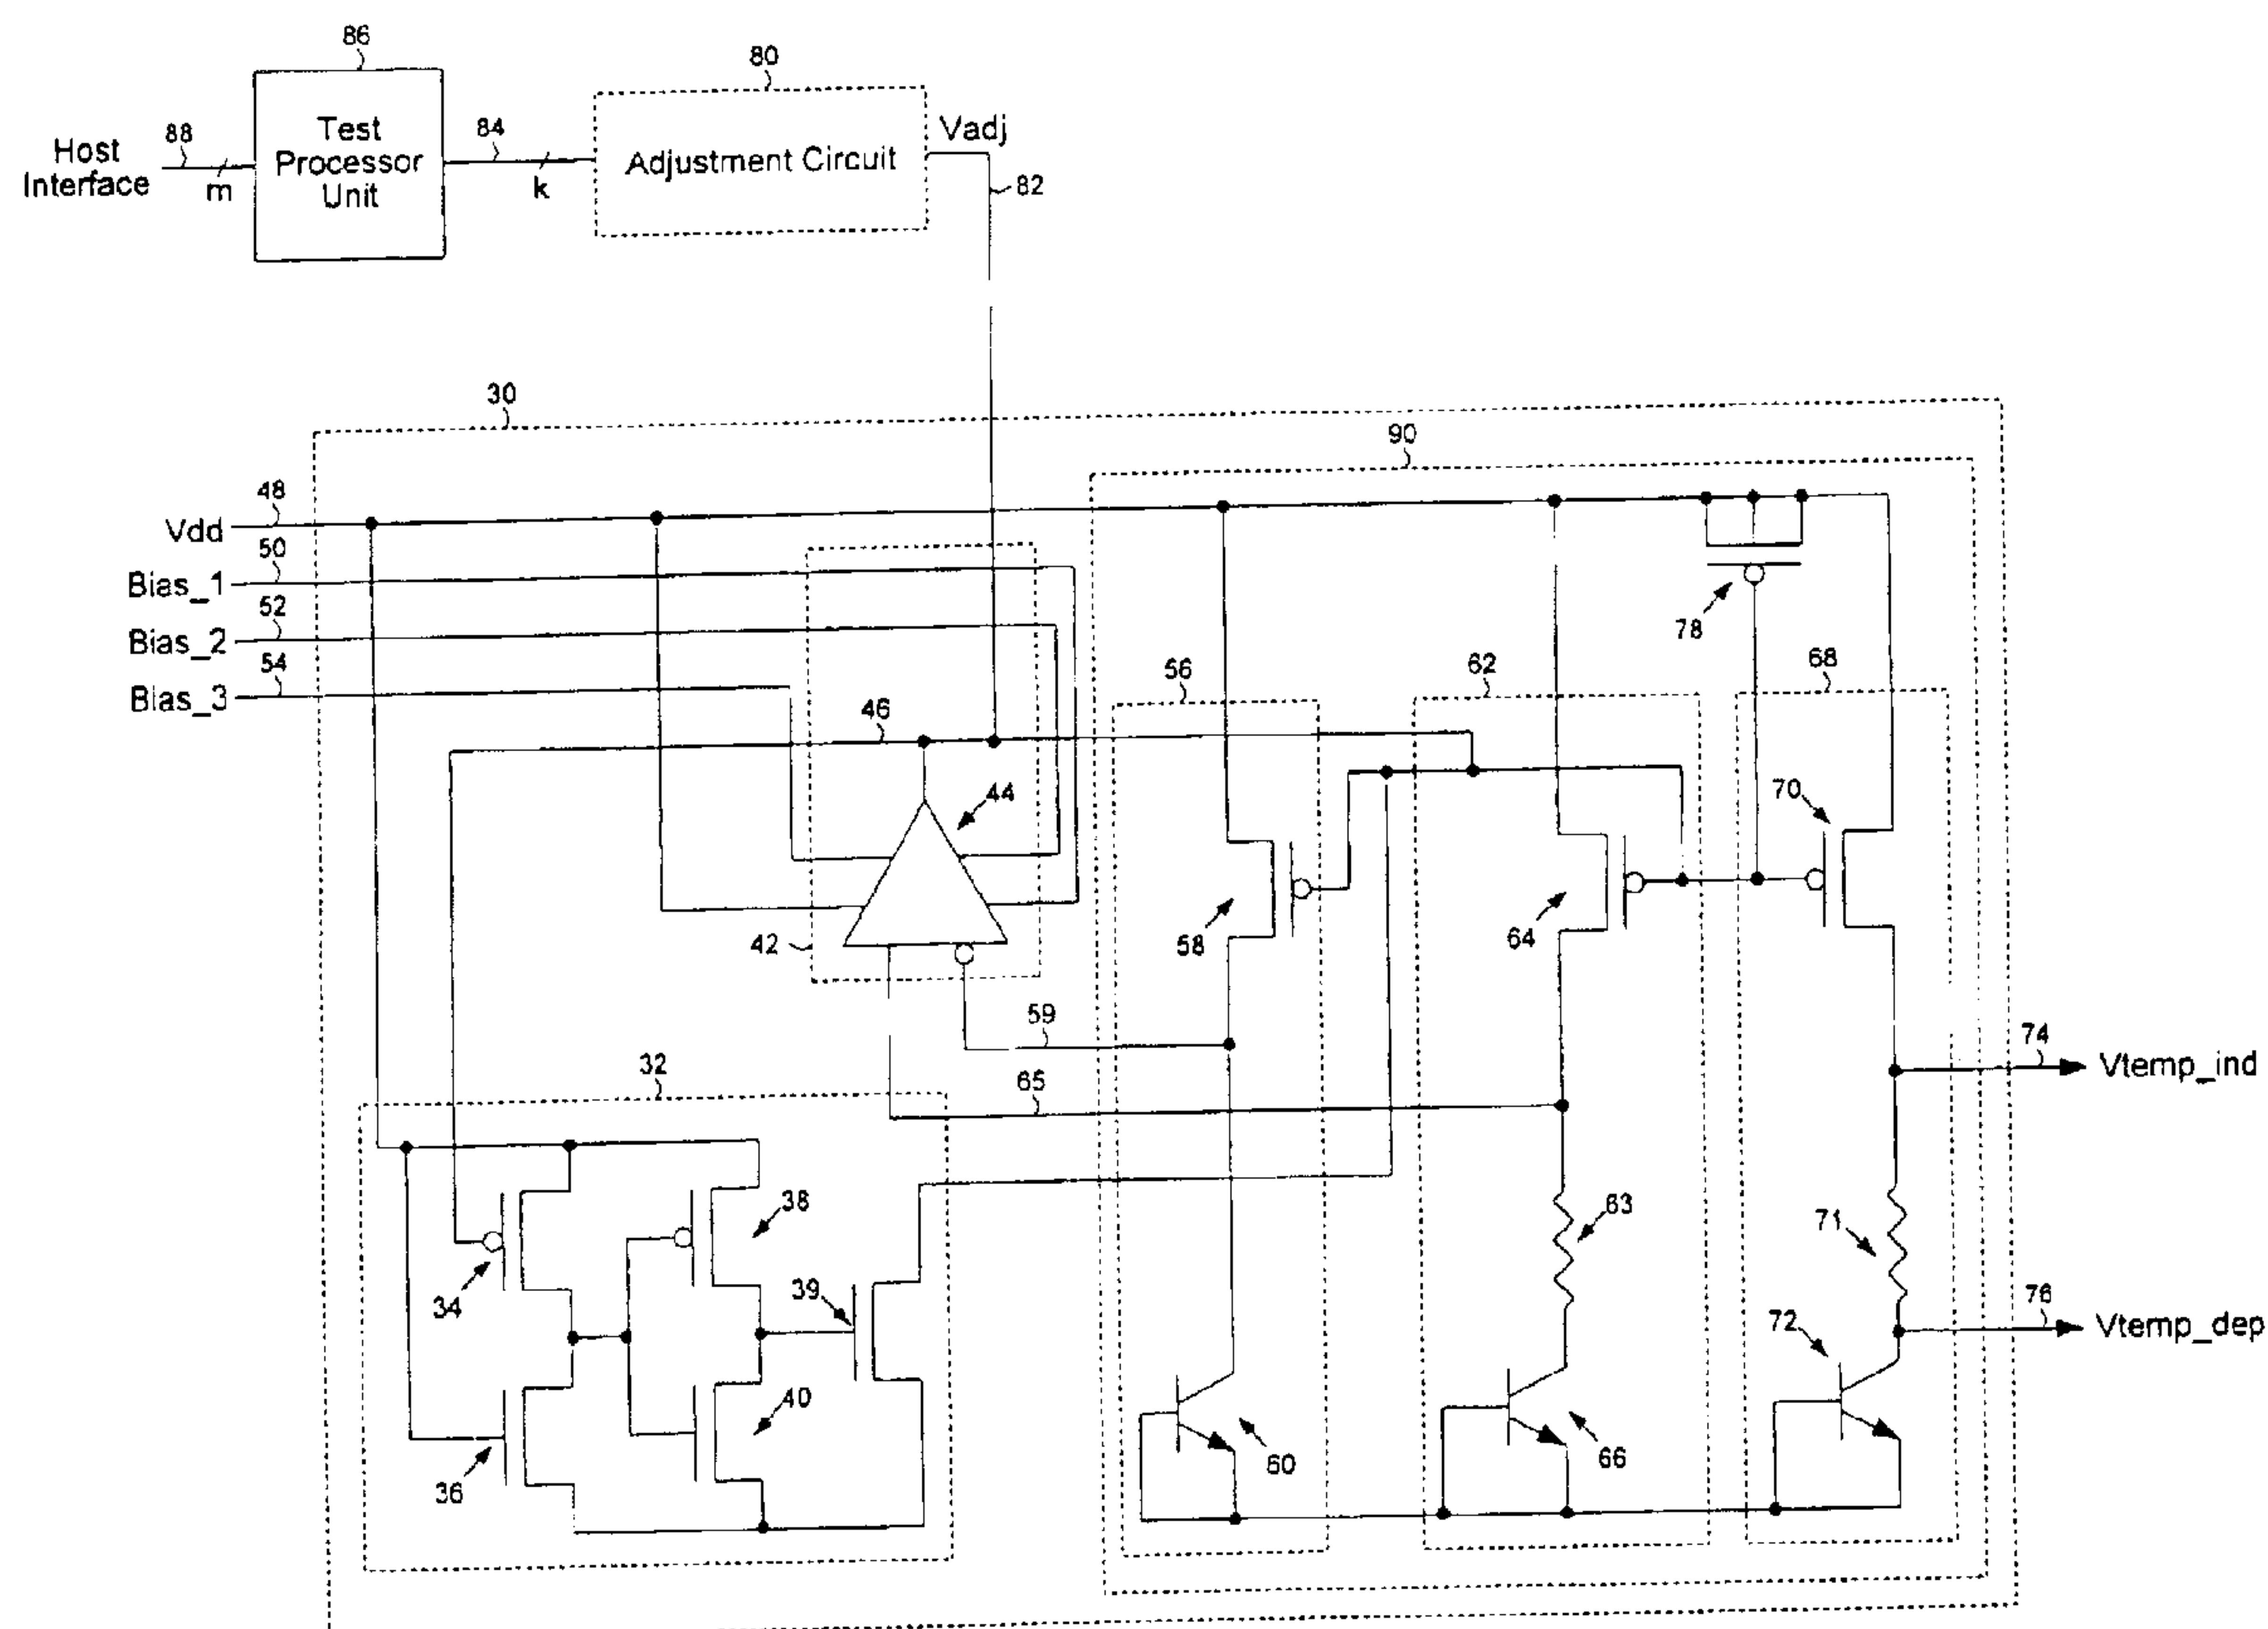 86
80
Host
Interface
88
m
Test
Processor
Unit
84
k
Adjustment Circuit
Vadj
82
30
90
48
Vdd
50
Bias_1
52
Bias_2
54
Bias_3
46
56
62
78
68
44
70
42
58
64
59
74
Vtemp_ind
32
65
34
38
39
63
71
76
Vtemp_dep
72
36
40
60
66